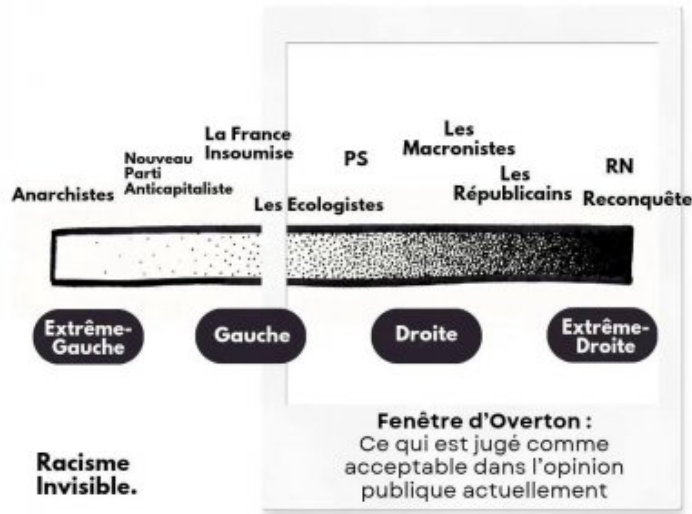 La France
Insoumise
Nouveau
Parti
Anticapitaliste
Anarchistes
Les Ecologistes
PS
Les
Macronistes
Les
Républicains
RN
Reconquête
Extrême-
Gauche
Gauche
Droite
Extrême-
Droite
Fenêtre d'Overton :
Ce qui est jugé comme
acceptable dans l'opinion
publique actuellement
Racisme
Invisible.